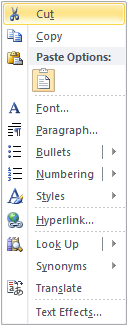 Cut
Copy
Paste Options:
A
Font...
Paragraph...
Bullets
Numbering
Styles
Hyperlink...
Look Up
Synonyms
Translate
Text Effects...